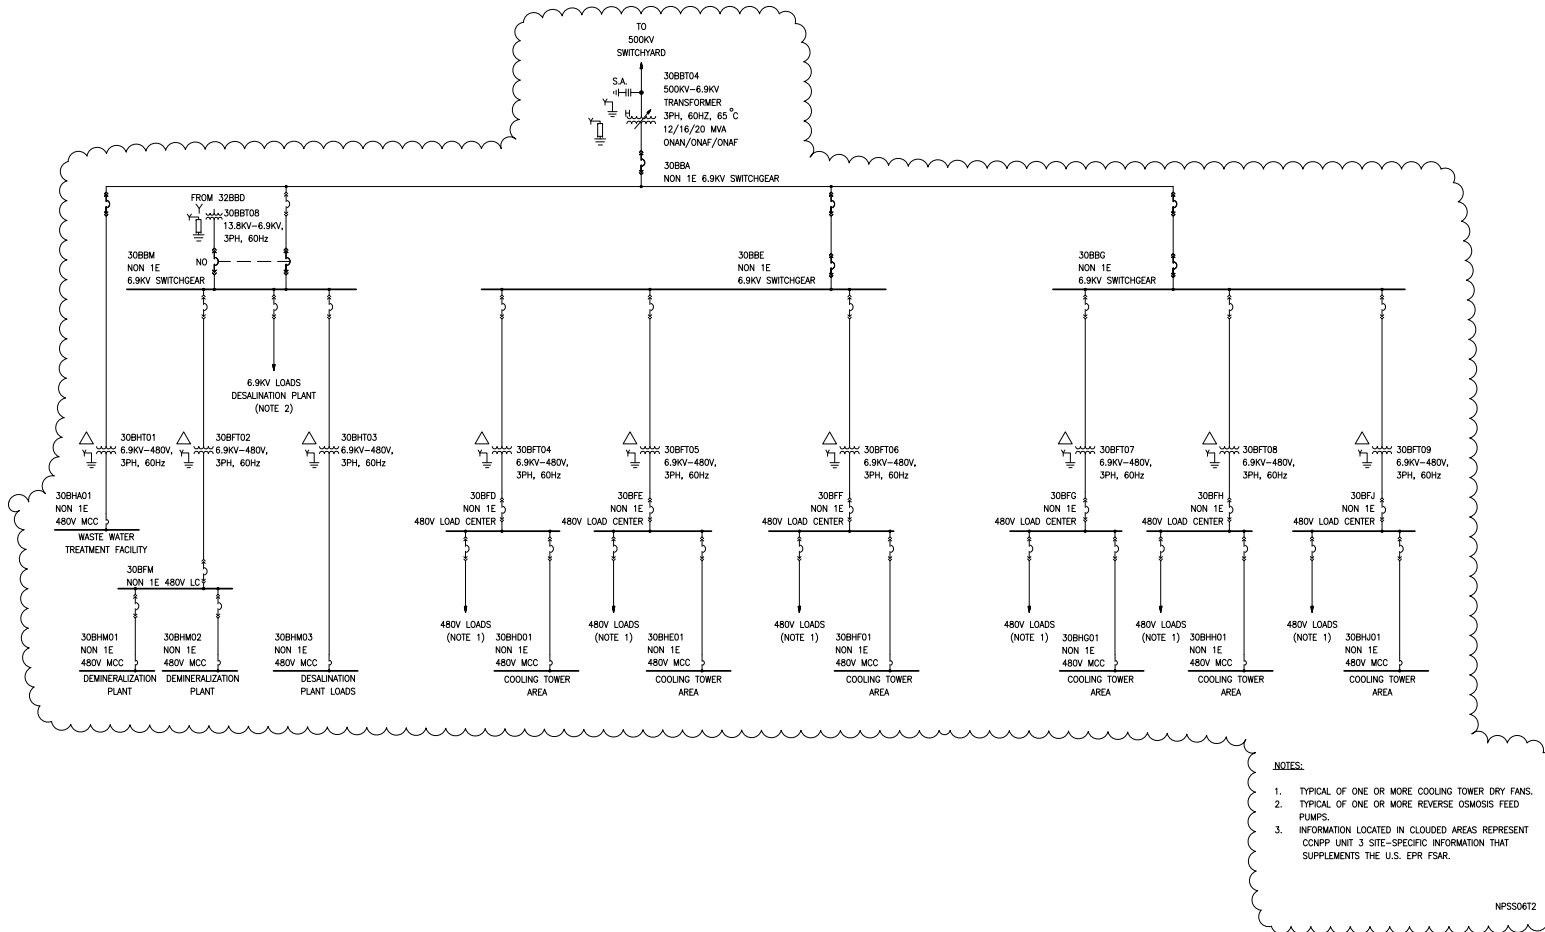 TO
500KV
SWITCHYARD
S.A.
30BBT04
500KV-6.9KV
TRANSFORMER
3PH, 60HZ, 65°C
12/16/20 MVA
ONAN/ONAF/ONAF
H
Y
Y
30BBA
NON 1E 6.9KV SWITCHGEAR
FROM 32BBD
Y
Y
30BBT08
13.8KV-6.9KV,
3PH, 60Hz
NO
30BBM
NON 1E
6.9KV SWITCHGEAR
30BBE
NON 1E
6.9KV SWITCHGEAR
30BBG
NON 1E
6.9KV SWITCHGEAR
6.9KV LOADS
DESALINATION PLANT
(NOTE 2)
Y
30BHT01
6.9KV-480V,
3PH, 60Hz
Y
30BFT02
6.9KV-480V,
3PH, 60Hz
Y
30BHT03
6.9KV-480V,
3PH, 60Hz
Y
30BFT04
6.9KV-480V,
3PH, 60Hz
Y
30BFT05
6.9KV-480V,
3PH, 60Hz
Y
30BFT06
6.9KV-480V,
3PH, 60Hz
Y
30BFT07
6.9KV-480V,
3PH, 60Hz
Y
30BFT08
6.9KV-480V,
3PH, 60Hz
Y
30BFT09
6.9KV-480V,
3PH, 60Hz
30BHA01
NON 1E
480V MCC
WASTE WATER
TREATMENT FACILITY
30BFD
NON 1E
480V LOAD CENTER
30BFE
NON 1E
480V LOAD CENTER
30BFF
NON 1E
480V LOAD CENTER
30BFG
NON 1E
480V LOAD CENTER
30BFH
NON 1E
480V LOAD CENTER
30BFJ
NON 1E
480V LOAD CENTER
30BFM
NON 1E 480V LC
30BHM01
NON 1E
480V MCC
DEMINERALIZATION
PLANT
30BHM02
NON 1E
480V MCC
DEMINERALIZATION
PLANT
30BHM03
NON 1E
480V MCC
DESALINATION
PLANT LOADS
480V LOADS
(NOTE 1)
30BHD01
NON 1E
480V MCC
COOLING TOWER
AREA
480V LOADS
(NOTE 1)
30BHE01
NON 1E
480V MCC
COOLING TOWER
AREA
480V LOADS
(NOTE 1)
30BHF01
NON 1E
480V MCC
COOLING TOWER
AREA
480V LOADS
(NOTE 1)
30BHG01
NON 1E
480V MCC
COOLING TOWER
AREA
480V LOADS
(NOTE 1)
30BHH01
NON 1E
480V MCC
COOLING TOWER
AREA
480V LOADS
(NOTE 1)
30BHJ01
NON 1E
480V MCC
COOLING TOWER
AREA
NOTES:
1. TYPICAL OF ONE OR MORE COOLING TOWER DRY FANS.
2. TYPICAL OF ONE OR MORE REVERSE OSMOSIS FEED
PUMPS.
3. INFORMATION LOCATED IN CLOUDED AREAS REPRESENT
CCNPP UNIT 3 SITE-SPECIFIC INFORMATION THAT
SUPPLEMENTS THE U.S. EPR FSAR.
NPSS06T2